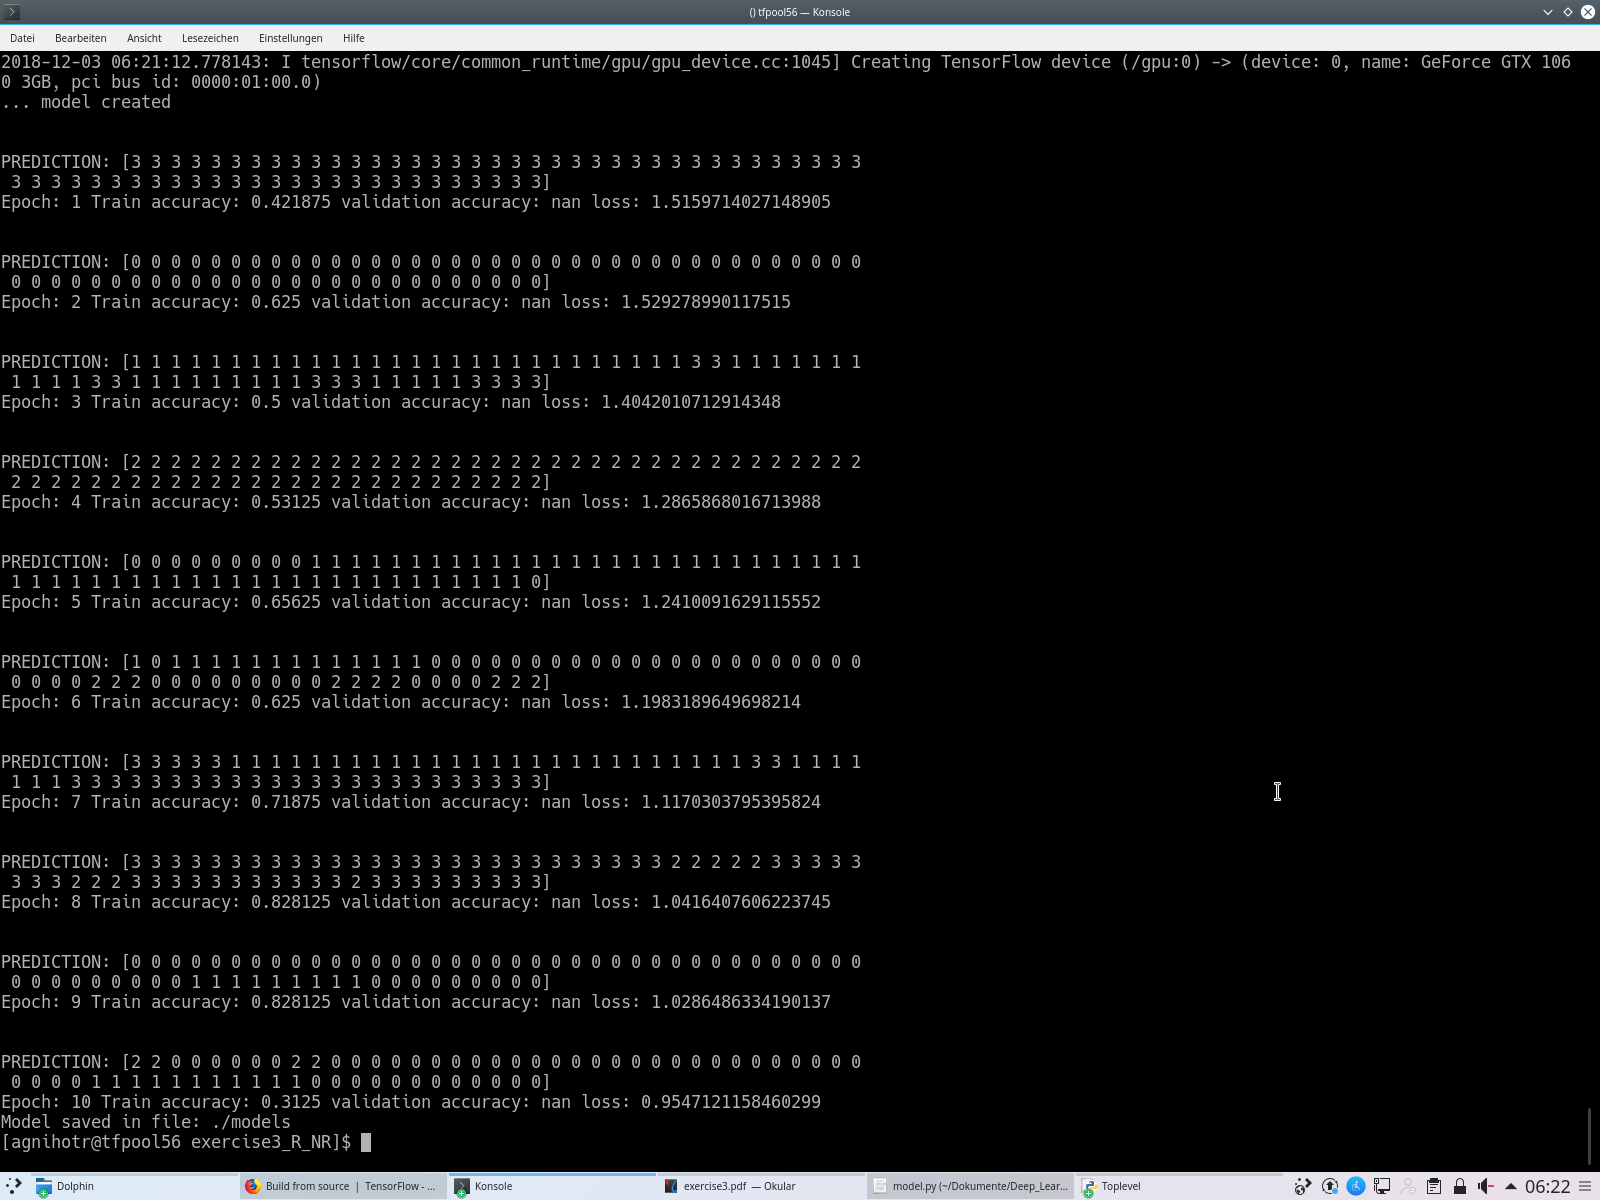 () tfpool56 — Konsole
Datei Bearbeiten Ansicht Lesezeichen Einstellungen Hilfe
2018-12-03 06:21:12.778143: I tensorflow/core/common_runtime/gpu/gpu_device.cc:1045] Creating TensorFlow device (/gpu:0) -> (device: 0, name: GeForce GTX 106
0 3GB, pci bus id: 0000:01:00.0)
... model created
PREDICTION: [3 3 3 3 3 3 3 3 3 3 3 3 3 3 3 3 3 3 3 3 3 3 3 3 3 3 3 3 3 3 3 3 3 3 3 3 3
3 3 3 3 3 3 3 3 3 3 3 3 3 3 3 3 3 3 3 3 3 3 3 3 3 3 3]
Epoch: 1 Train accuracy: 0.421875 validation accuracy: nan loss: 1.5159714027148905
PREDICTION: [0 0 0 0 0 0 0 0 0 0 0 0 0 0 0 0 0 0 0 0 0 0 0 0 0 0 0 0 0 0 0 0 0 0 0 0 0
0 0 0 0 0 0 0 0 0 0 0 0 0 0 0 0 0 0 0 0 0 0 0 0 0 0 0]
Epoch: 2 Train accuracy: 0.625 validation accuracy: nan loss: 1.529278990117515
PREDICTION: [1 1 1 1 1 1 1 1 1 1 1 1 1 1 1 1 1 1 1 1 1 1 1 1 1 1 1 1 3 3 1 1 1 1 1 1 1
1 1 1 1 3 3 1 1 1 1 1 1 1 1 1 3 3 3 1 1 1 1 1 3 3 3 3]
Epoch: 3 Train accuracy: 0.5 validation accuracy: nan loss: 1.4042010712914348
PREDICTION: [2 2 2 2 2 2 2 2 2 2 2 2 2 2 2 2 2 2 2 2 2 2 2 2 2 2 2 2 2 2 2 2 2 2 2 2 2
2 2 2 2 2 2 2 2 2 2 2 2 2 2 2 2 2 2 2 2 2 2 2 2 2 2 2]
Epoch: 4 Train accuracy: 0.53125 validation accuracy: nan loss: 1.2865868016713988
PREDICTION: [0 0 0 0 0 0 0 0 0 1 1 1 1 1 1 1 1 1 1 1 1 1 1 1 1 1 1 1 1 1 1 1 1 1 1 1 1
1 1 1 1 1 1 1 1 1 1 1 1 1 1 1 1 1 1 1 1 1 1 1 1 1 1 0]
Epoch: 5 Train accuracy: 0.65625 validation accuracy: nan loss: 1.2410091629115552
PREDICTION: [1 0 1 1 1 1 1 1 1 1 1 1 1 1 1 0 0 0 0 0 0 0 0 0 0 0 0 0 0 0 0 0 0 0 0 0 0
0 0 0 0 2 2 2 0 0 0 0 0 0 0 0 0 2 2 2 2 0 0 0 0 2 2 2]
Epoch: 6 Train accuracy: 0.625 validation accuracy: nan loss: 1.1983189649698214
PREDICTION: [3 3 3 3 3 1 1 1 1 1 1 1 1 1 1 1 1 1 1 1 1 1 1 1 1 1 1 1 1 1 1 3 3 1 1 1 1
1 1 1 3 3 3 3 3 3 3 3 3 3 3 3 3 3 3 3 3 3 3 3 3 3 3 3]
Epoch: 7 Train accuracy: 0.71875 validation accuracy: nan loss: 1.1170303795395824
PREDICTION: [3 3 3 3 3 3 3 3 3 3 3 3 3 3 3 3 3 3 3 3 3 3 3 3 3 3 3 2 2 2 2 2 3 3 3 3 3
3 3 3 2 2 2 3 3 3 3 3 3 3 3 3 3 3 2 3 3 3 3 3 3 3 3 3]
Epoch: 8 Train accuracy: 0.828125 validation accuracy: nan loss: 1.0416407606223745
PREDICTION: [0 0 0 0 0 0 0 0 0 0 0 0 0 0 0 0 0 0 0 0 0 0 0 0 0 0 0 0 0 0 0 0 0 0 0 0 0
0 0 0 0 0 0 0 0 0 1 1 1 1 1 1 1 1 1 0 0 0 0 0 0 0 0 0]
Epoch: 9 Train accuracy: 0.828125 validation accuracy: nan loss: 1.0286486334190137
PREDICTION: [2 2 0 0 0 0 0 0 2 2 0 0 0 0 0 0 0 0 0 0 0 0 0 0 0 0 0 0 0 0 0 0 0 0 0 0 0
0 0 0 0 1 1 1 1 1 1 1 1 1 1 1 0 0 0 0 0 0 0 0 0 0 0 0]
Epoch: 10 Train accuracy: 0.3125 validation accuracy: nan loss: 0.9547121158460299
Model saved in file: ./models
[agnihotr@tfpool56 exercise3_R_NR]$
Dolphin Build from source | TensorFlow - ... Konsole exercise3.pdf — Okular model.py (~/Dokumente/Deep_Lear... Toplevel 06:22